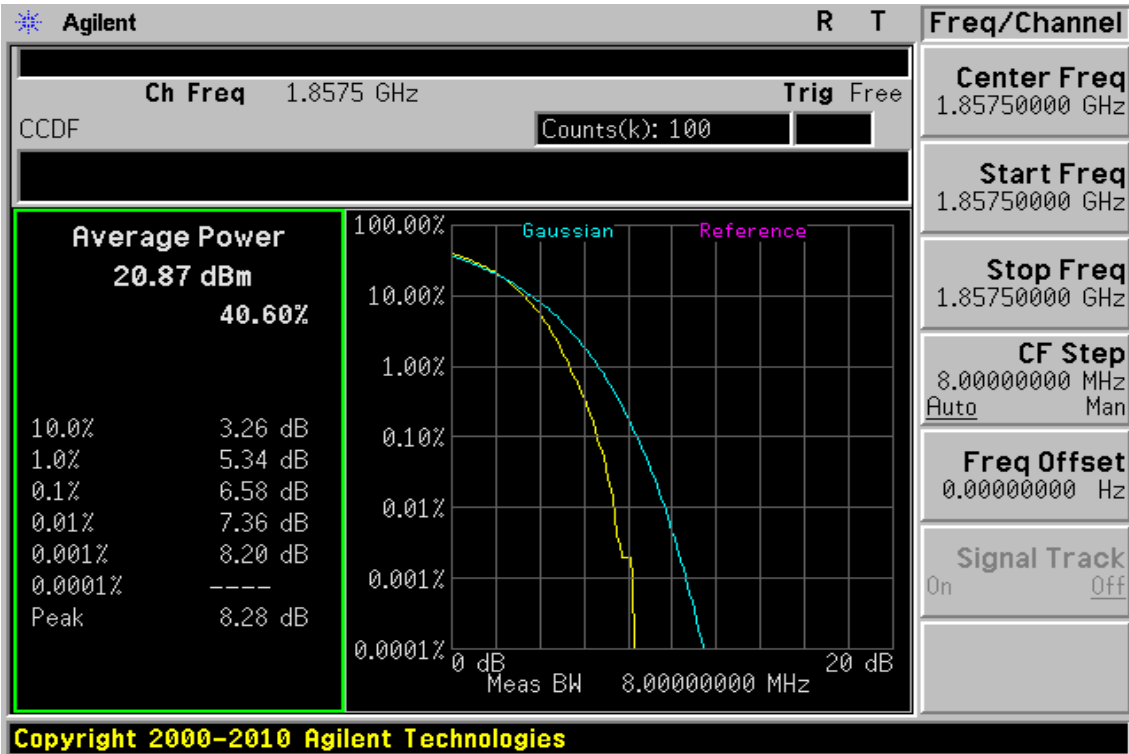 Agilent R T
Ch Freq 1.8575 GHz Trig Free
CCDF Counts(k): 100
Average Power
20.87 dBm
40.60%
10.0% 3.26 dB
1.0% 5.34 dB
0.1% 6.58 dB
0.01% 7.36 dB
0.001% 8.20 dB
0.0001% ----
Peak 8.28 dB
100.00%
10.00%
1.00%
0.10%
0.01%
0.001%
0.0001%
Gaussian Reference
0 dB 20 dB
Meas BW 8.00000000 MHz
Freq/Channel
Center Freq
1.85750000 GHz
Start Freq
1.85750000 GHz
Stop Freq
1.85750000 GHz
CF Step
8.00000000 MHz
Auto Man
Freq Offset
0.00000000 Hz
Signal Track
On Off
Copyright 2000-2010 Agilent Technologies